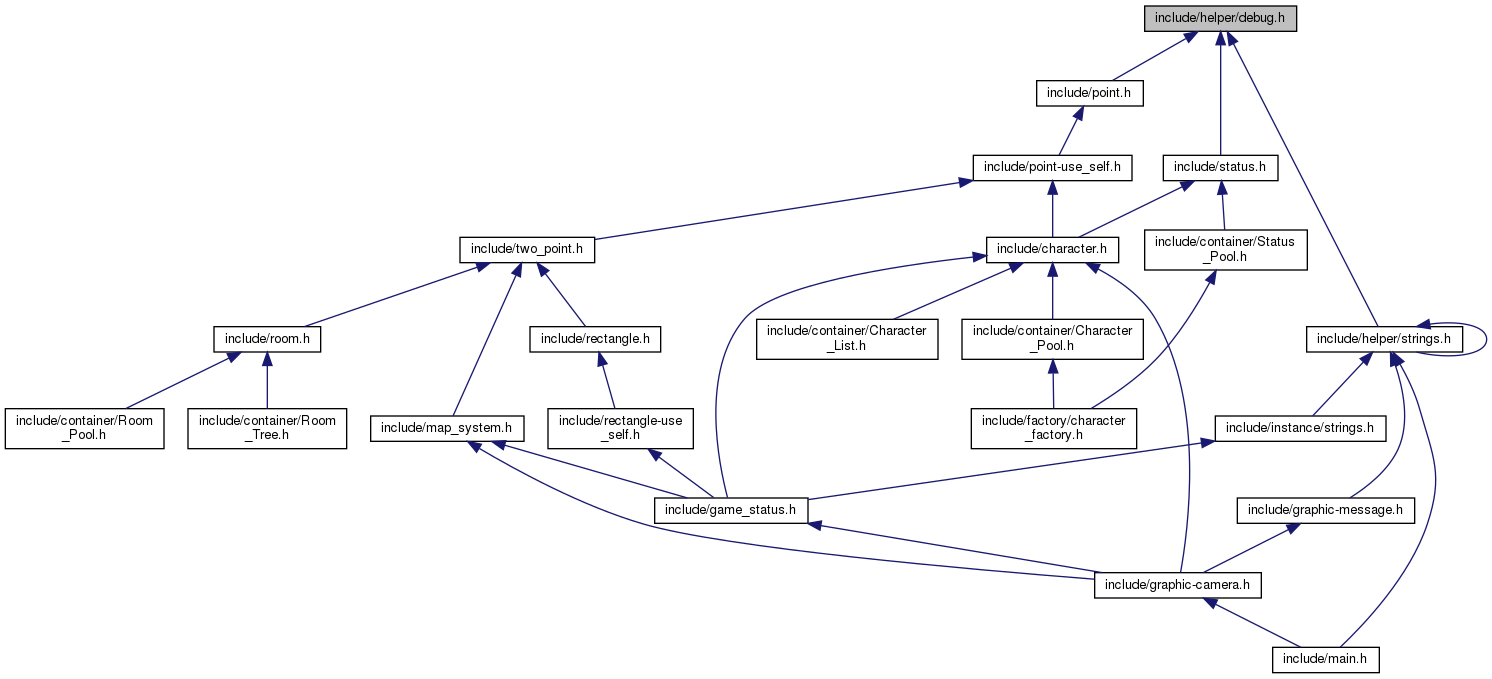 include/helper/debug.h
include/point.h
include/point-use_self.h
include/status.h
include/two_point.h
include/character.h
include/container/Status
_Pool.h
include/room.h
include/rectangle.h
include/container/Character
_List.h
include/container/Character
_Pool.h
include/helper/strings.h
include/container/Room
_Pool.h
include/container/Room
_Tree.h
include/map_system.h
include/rectangle-use
_self.h
include/factory/character
_factory.h
include/instance/strings.h
include/game_status.h
include/graphic-message.h
include/graphic-camera.h
include/main.h